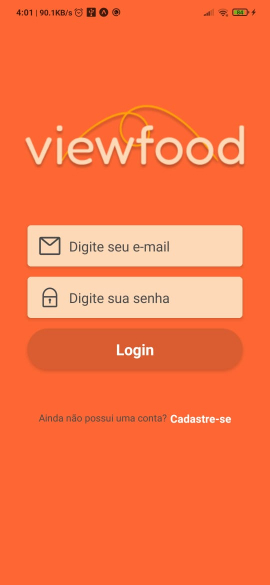 4:01 | 90.1KB/s
84
viewfood
Digite seu e-mail
Digite sua senha
Login
Ainda não possui uma conta? Cadastre-se